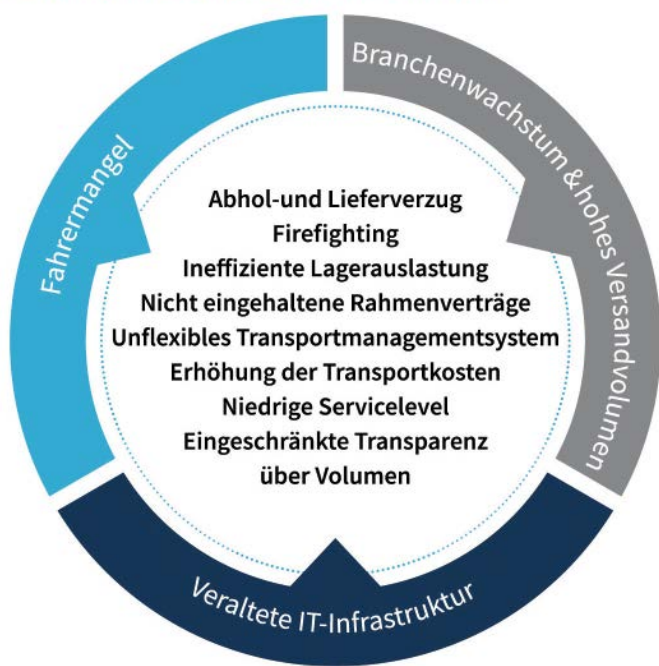 Fahrermangel
Branchenwachstum & hohes Versandvolumen
Abhol-und Lieferverzug
Firefighting
Ineffiziente Lagerauslastung
Nicht eingehaltene Rahmenverträge
Unflexibles Transportmanagementsystem
Erhöhung der Transportkosten
Niedrige Servicelevel
Eingeschränkte Transparenz
über Volumen
Veraltete IT-Infrastruktur